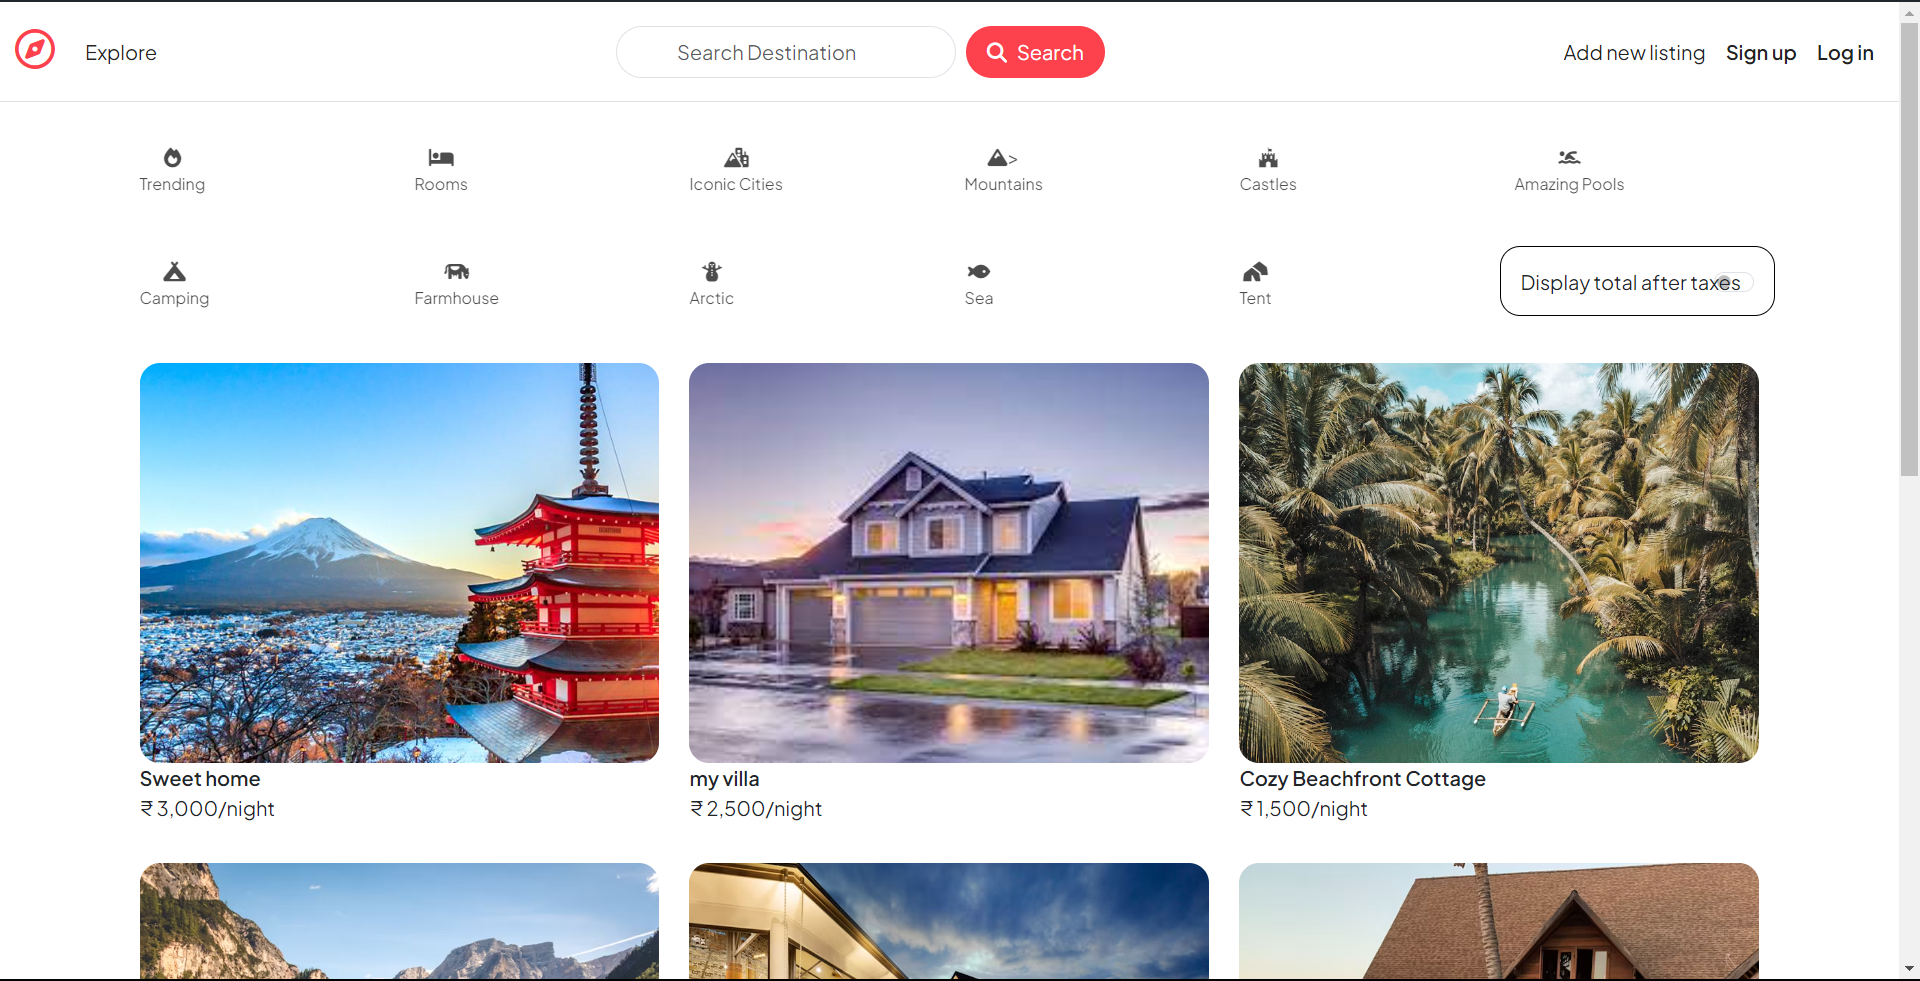 Explore
Search Destination
Search
Add new listing
Sign up
Log in
Trending
Rooms
Iconic Cities
>
Mountains
Castles
Amazing Pools
Camping
Farmhouse
Arctic
Sea
Tent
Display total after taxes
Sweet home
₹ 3,000/night
my villa
₹ 2,500/night
Cozy Beachfront Cottage
₹ 1,500/night